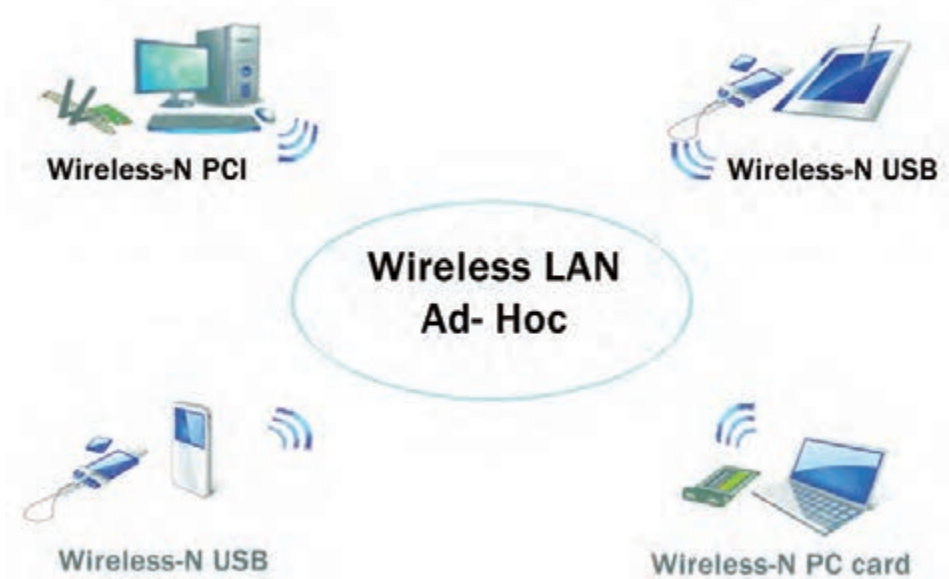 Wireless-N PCI
Wireless-N USB
Wireless LAN
Ad- Hoc
Wireless-N USB
Wireless-N PC card